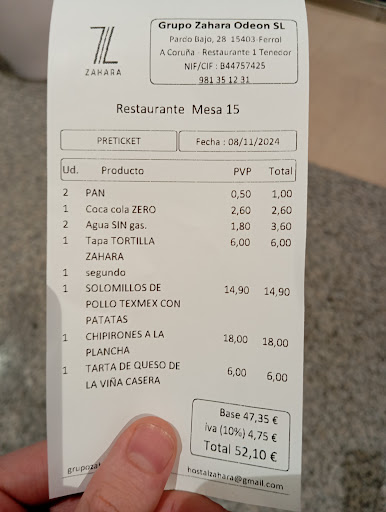 ZAHARA
Grupo Zahara Odeon SL
Pardo Bajo, 28 15403-Ferrol
A Coruña - Restaurante 1 Tenedor
NIF/CIF : B44757425
981 35 12 31
Restaurante Mesa 15
PRETICKET Fecha : 08/11/2024
Ud. Producto PVP Total
2 PAN 0,50 1,00
1 Coca cola ZERO 2,60 2,60
2 Agua SIN gas. 1,80 3,60
1 Tapa TORTILLA 6,00 6,00
ZAHARA
1 segundo
1 SOLOMILLOS DE 14,90 14,90
POLLO TEXMEX CON
PATATAS
1 CHIPIRONES A LA 18,00 18,00
PLANCHA
1 TARTA DE QUESO DE 6,00 6,00
LA VIÑA CASERA
Base 47,35 €
iva (10%) 4,75 €
Total 52,10 €
hostalzahara@gmail.com